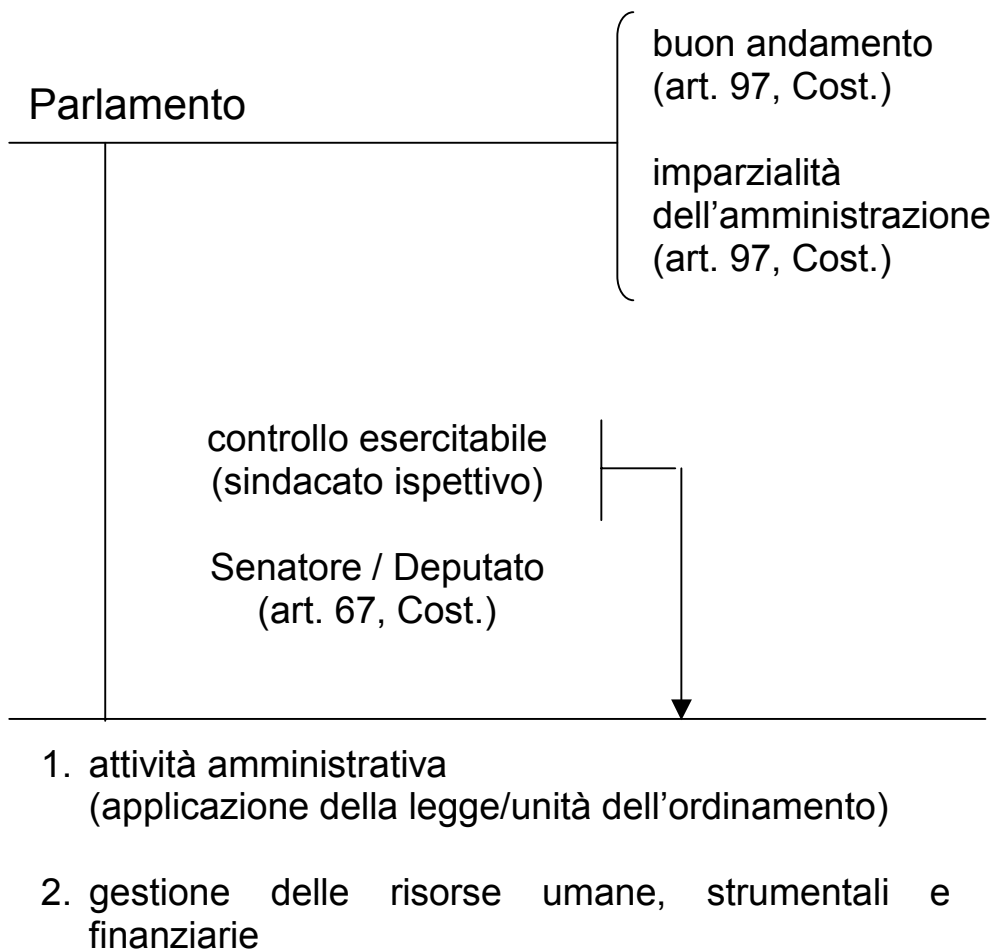 Parlamento
buon andamento
(art. 97, Cost.)
imparzialità
dell’amministrazione
(art. 97, Cost.)
controllo esercitabile
(sindacato ispettivo)
Senatore / Deputato
(art. 67, Cost.)
1. attività amministrativa
(applicazione della legge/unità dell’ordinamento)
2. gestione delle risorse umane, strumentali e
finanziarie